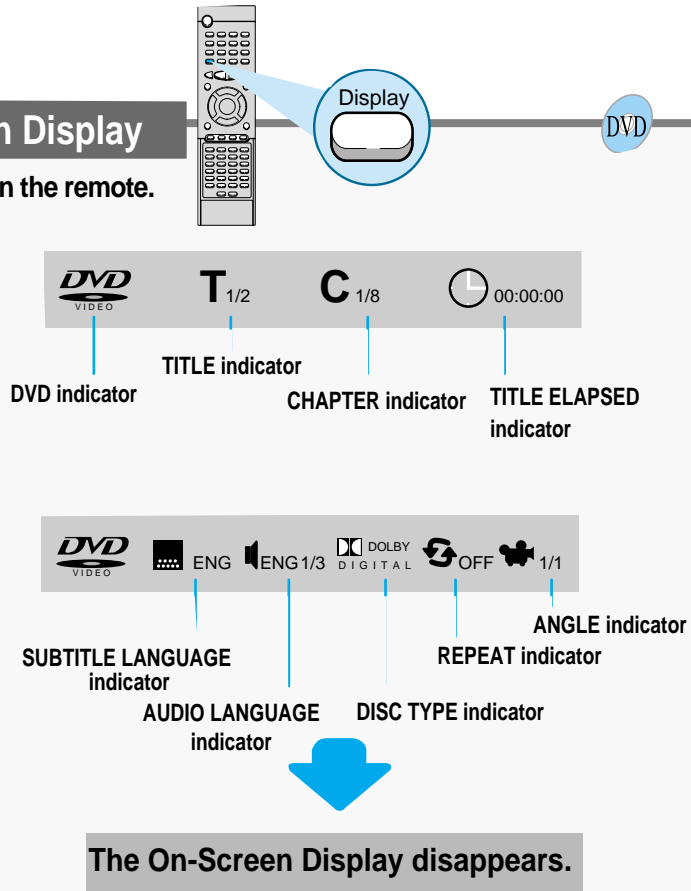 Display
DVD
Display
n the remote.
DVD
VIDEO
T 1/2
C 1/8
00:00:00
DVD indicator
TITLE indicator
CHAPTER indicator
TITLE ELAPSED
indicator
DVD
VIDEO
ENG
ENG 1/3
DOLBY
DIGITAL
OFF
1/1
SUBTITLE LANGUAGE
indicator
AUDIO LANGUAGE
indicator
DISC TYPE indicator
REPEAT indicator
ANGLE indicator
The On-Screen Display disappears.